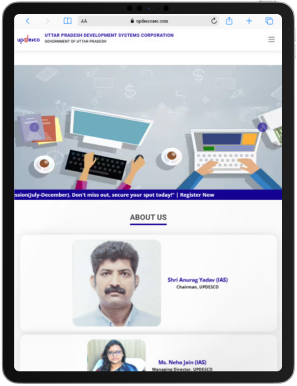 AA
updescoec.com
updesco
UTTAR PRADESH DEVELOPMENT SYSTEMS CORPORATION
GOVERNMENT OF UTTAR PRADESH
ssion(July-December). Don't miss out, secure your spot today!" | Register Now
ABOUT US
Shri Anurag Yadav (IAS)
Chairman, UPDESCO
Ms. Neha Jain (IAS)
Managing Director, UPDESCO